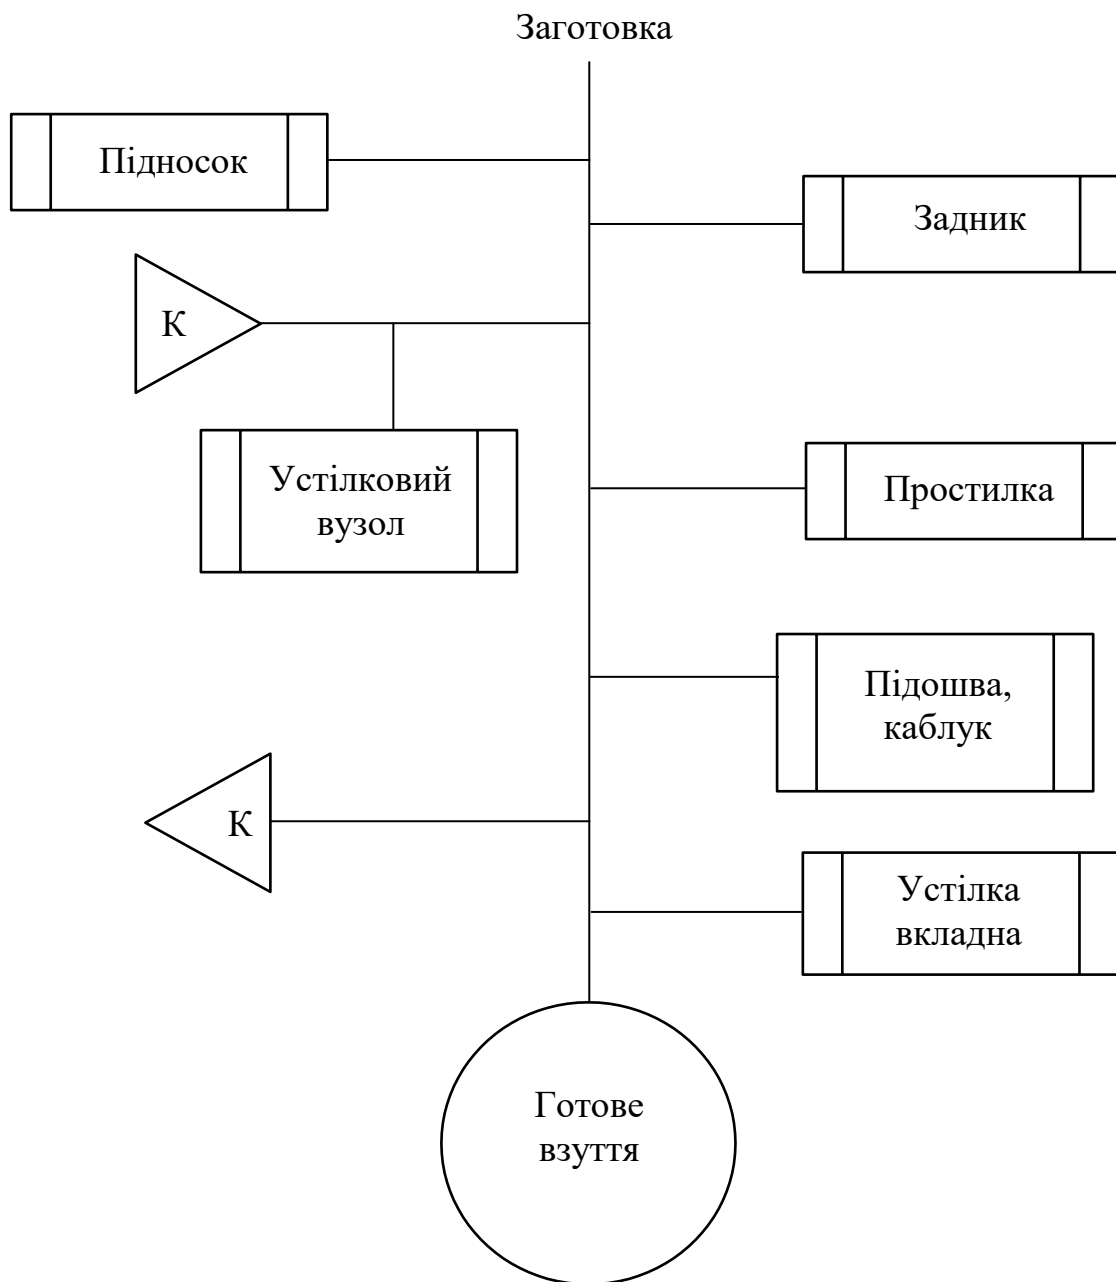 Заготовка
Підносок
Задник
К
Устілковий
вузол
Простилка
Підошва,
каблук
К
Устілка
вкладна
Готове
взуття